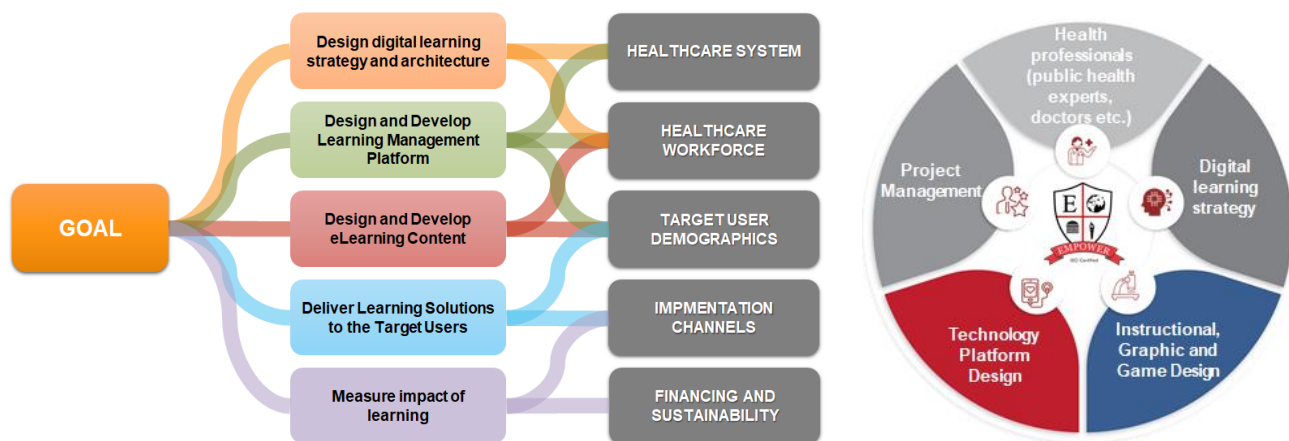 GOAL
Design digital learning
strategy and architecture
Design and Develop
Learning Management
Platform
Design and Develop
eLearning Content
Deliver Learning Solutions
to the Target Users
Measure impact of
learning
HEALTHCARE SYSTEM
HEALTHCARE
WORKFORCE
TARGET USER
DEMOGRAPHICS
IMPMENTATION
CHANNELS
FINANCING AND
SUSTAINABILITY
Health
professionals
(public health
experts,
doctors etc.)
Project
Management
Digital
learning
strategy
E
EMPOWER
ISO Certified
Technology
Platform
Design
Instructional,
Graphic and
Game Design